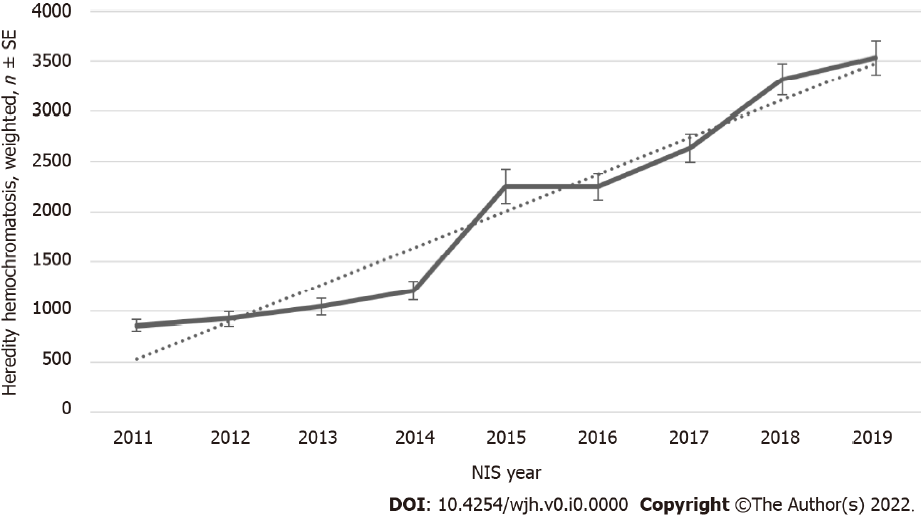 Heredity hemochromatosis, weighted, n ± SE
4000
3500
3000
2500
2000
1500
1000
500
0
2011 2012 2013 2014 2015 2016 2017 2018 2019
NIS year
DOI: 10.4254/wjh.v0.i0.0000 Copyright ©The Author(s) 2022.